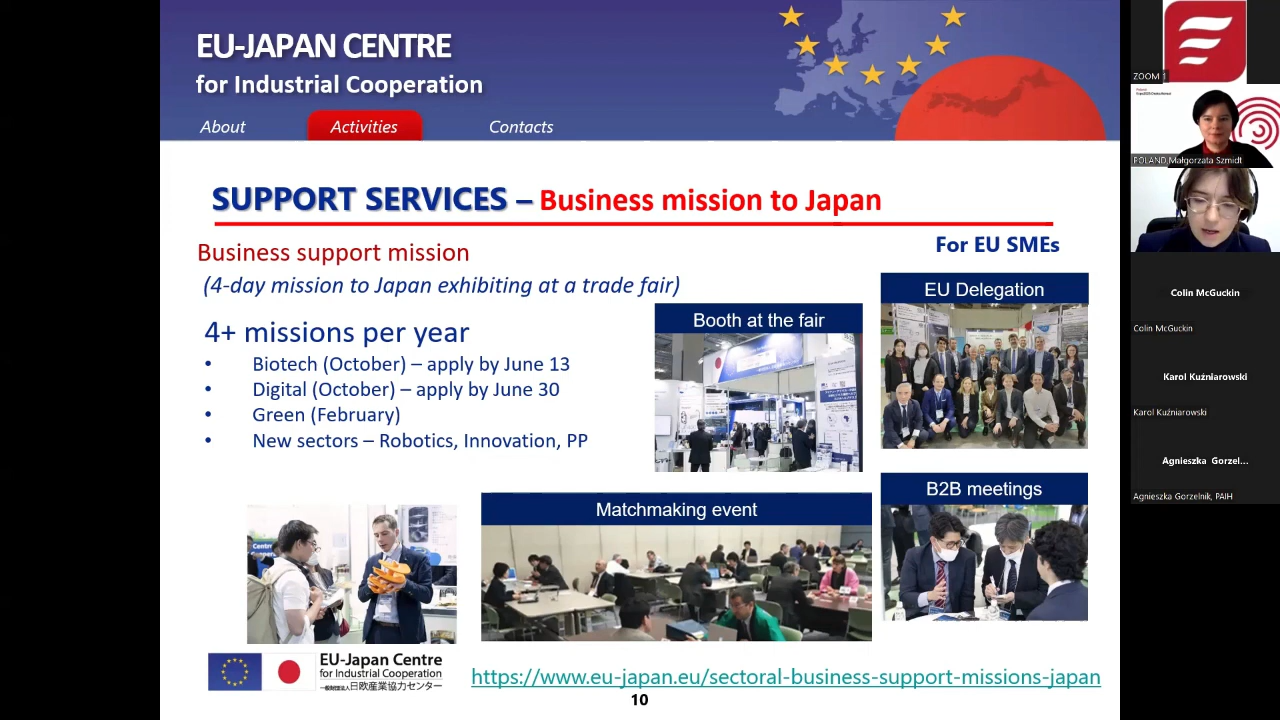 EU-JAPAN CENTRE
for Industrial Cooperation
About
Activities
Contacts
SUPPORT SERVICES – Business mission to Japan
Business support mission
For EU SMEs
(4-day mission to Japan exhibiting at a trade fair)
EU Delegation
Booth at the fair
4+ missions per year
• Biotech (October) – apply by June 13
• Digital (October) – apply by June 30
• Green (February)
• New sectors – Robotics, Innovation, PP
B2B meetings
Matchmaking event
EU-Japan Centre
for Industrial Cooperation
一般財団法人日欧産業協力センター
https://www.eu-japan.eu/sectoral-business-support-missions-japan
10
ZOOM 1
POLAND Małgorzata Szmidt
Colin McGuckin
Colin McGuckin
Karol Kuźniarowski
Karol Kuźniarowski
Agnieszka Gorzel...
Agnieszka Gorzelnik, PAIH